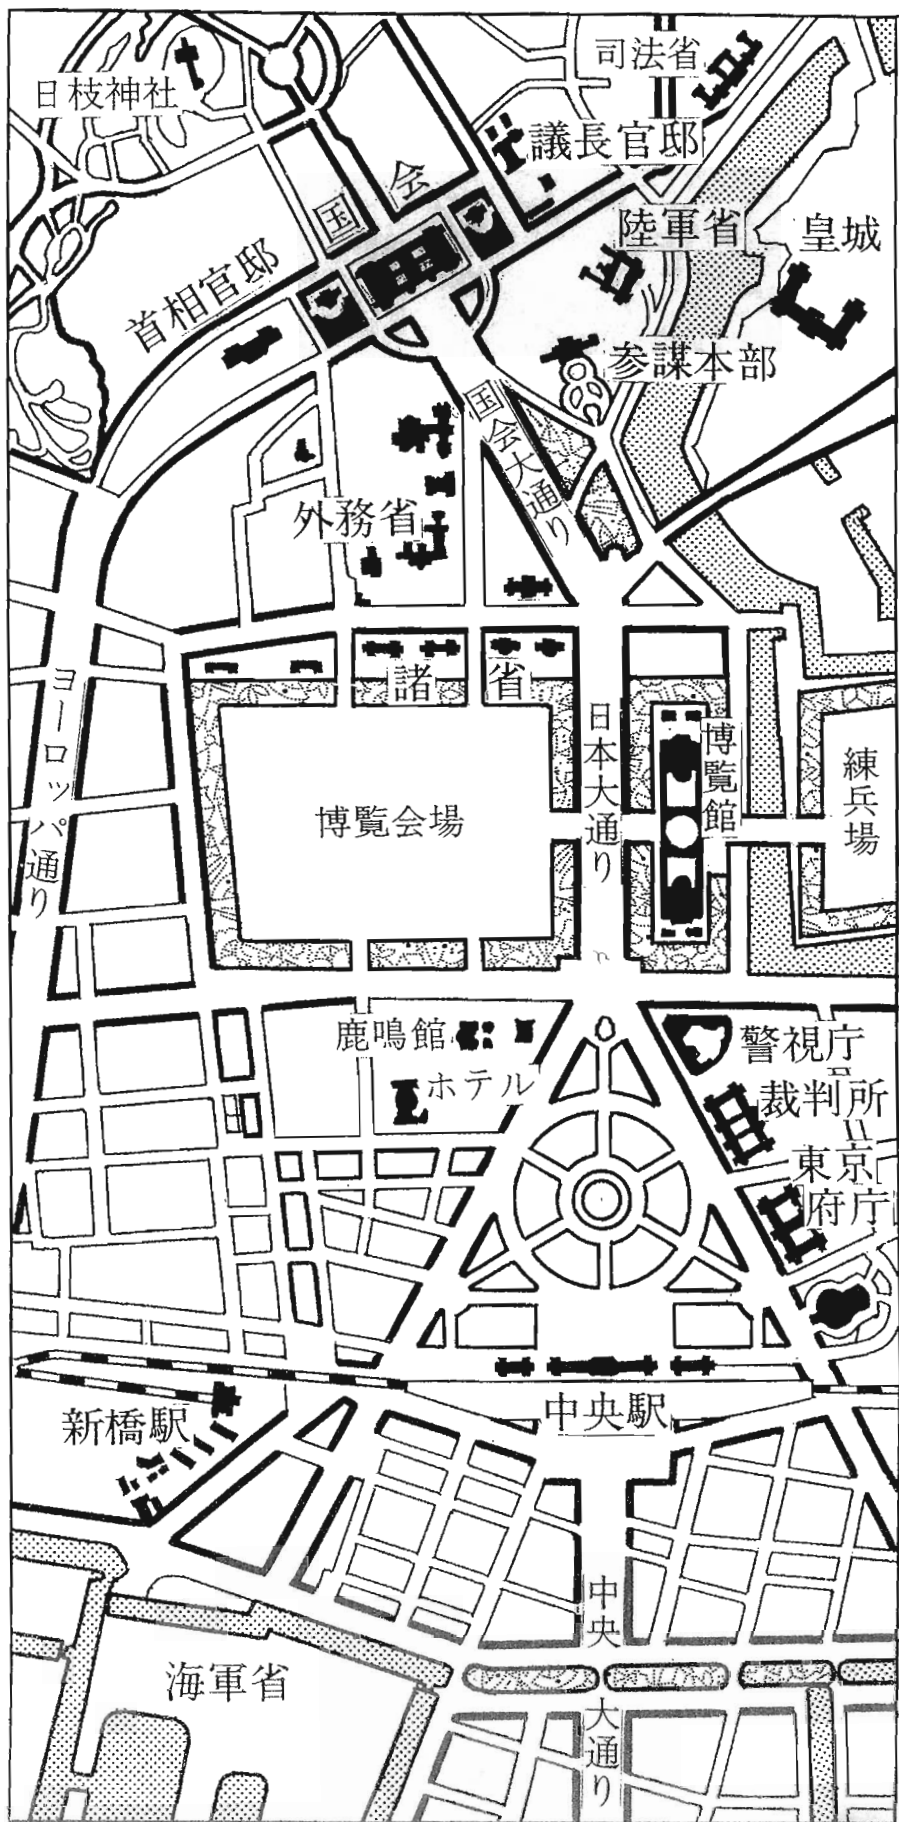 司法省
日枝神社
議長官邸
国会
陸軍省
皇城
首相官邸
参謀本部
国会大通り
外務省
諸省
ヨーロッパ通り
日本大通り
博覧館
博覧会場
練兵場
鹿鳴館
ホテル
警視庁
裁判所
東京
府庁
中央駅
新橋駅
中央大通り
海軍省